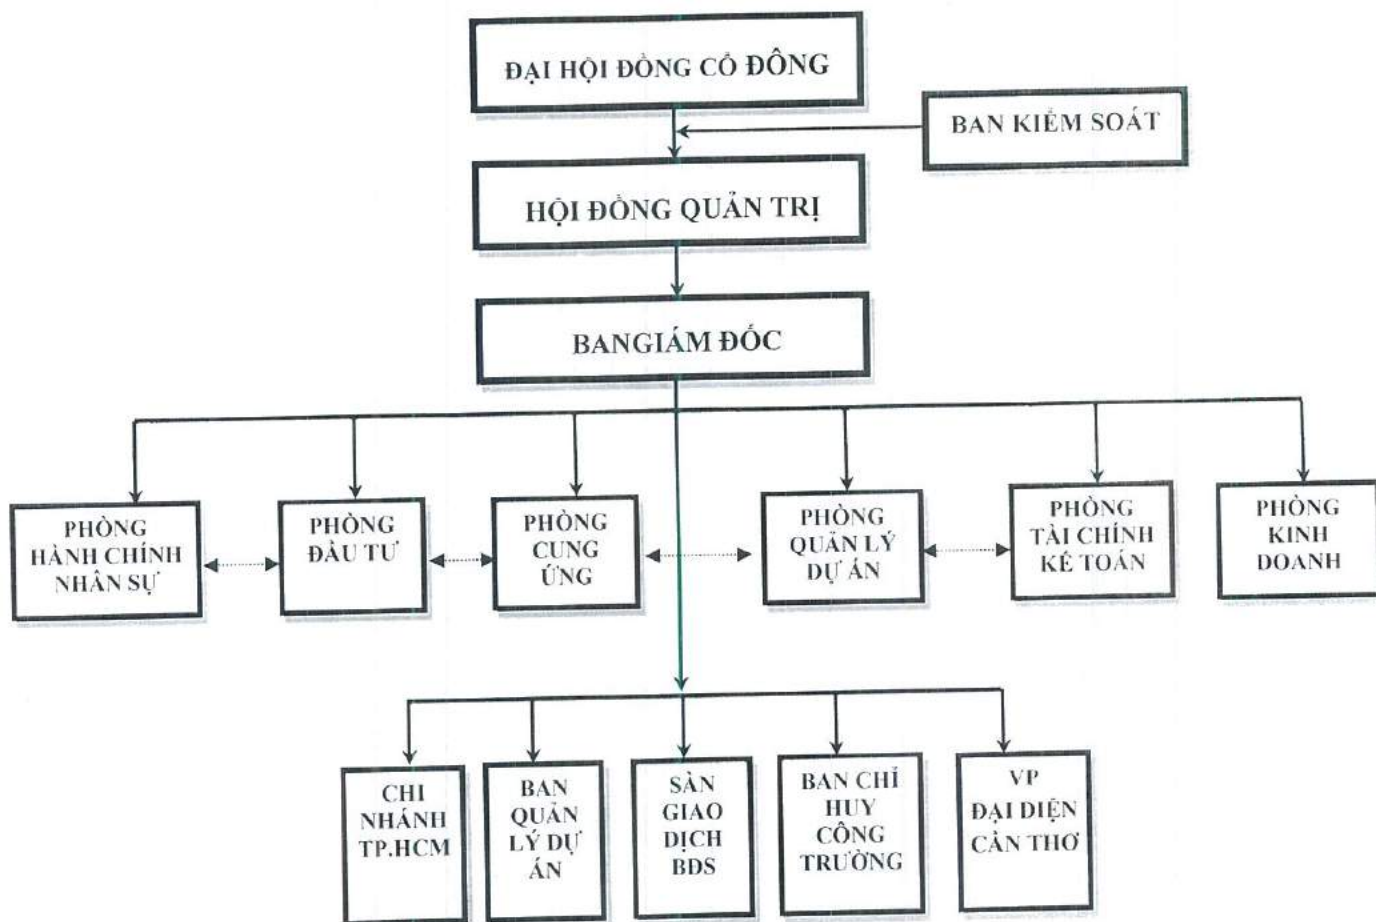 ĐẠI HỘI ĐỒNG CỔ ĐÔNG
BAN KIỂM SOÁT
HỘI ĐỒNG QUẢN TRỊ
BANGIÁM ĐỐC
PHÒNG
HÀNH CHÍNH
NHÂN SỰ
PHÒNG
ĐẦU TƯ
PHÒNG
CUNG
ỨNG
PHÒNG
QUẢN LÝ
DỰ ÁN
PHÒNG
TÀI CHÍNH
KẾ TOÁN
PHÒNG
KINH
DOANH
CHI
NHÁNH
TP.HCM
BAN
QUẢN
LÝ DỰ
ÁN
SÀN
GIAO
DỊCH
BĐS
BAN CHỈ
HUY
CÔNG
TRƯỜNG
VP
ĐẠI DIỆN
CẦN THƠ